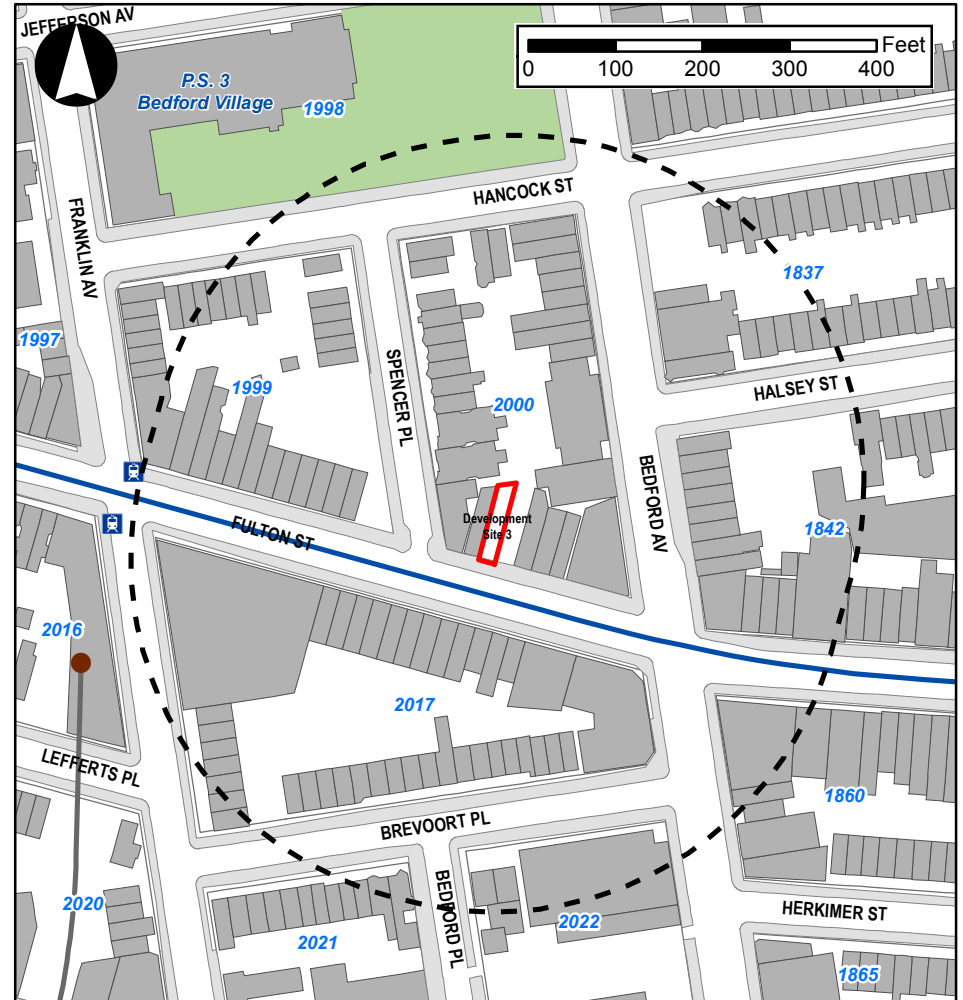 JEFFERSON AV
Feet
0 100 200 300 400
P.S. 3
Bedford Village
1998
HANCOCK ST
FRANKLIN AV
1837
1997
SPENCER PL
1999
HALSEY ST
2000
BEDFORD AV
Development
Site 3
FULTON ST
1842
2016
2017
LEFFERTS PL
1860
BREVOORT PL
BEDFORD PL
2020
2022
HERKIMER ST
2021
1865